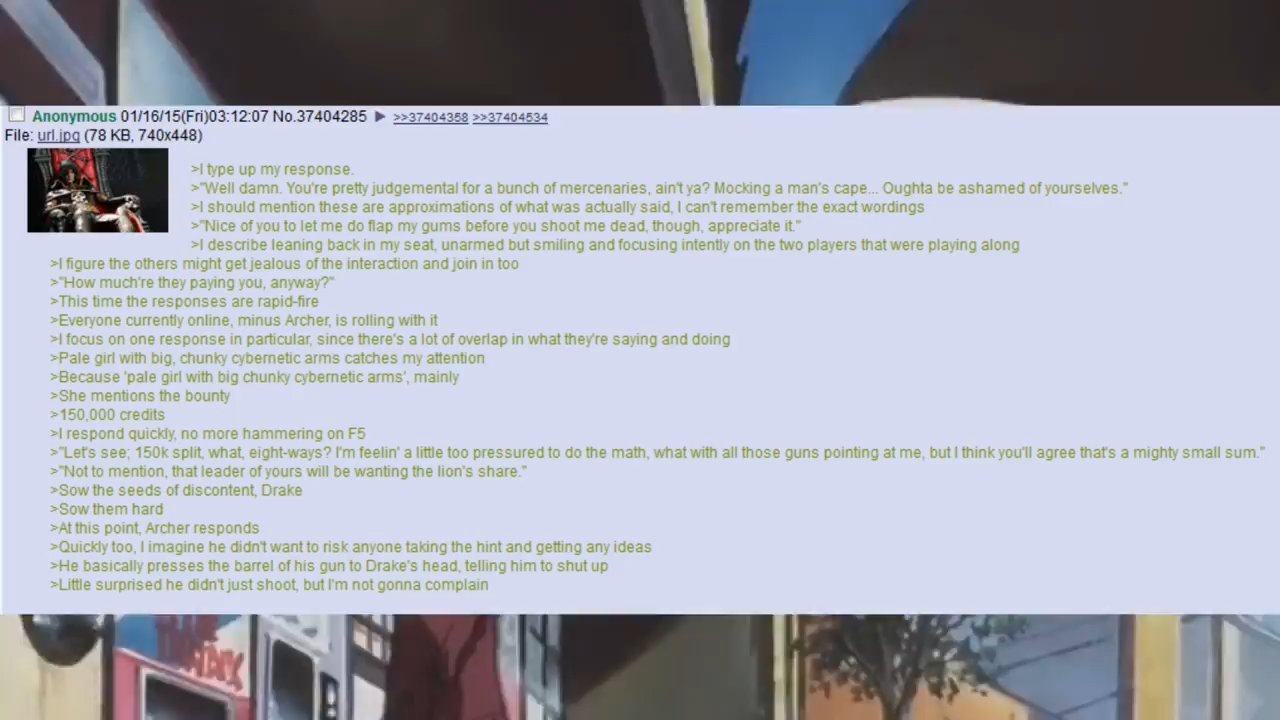 Anonymous 01/16/15(Fri)03:12:07 No.37404285 ▶ >>37404358 >>37404534
File: url.jpg (78 KB, 740x448)
>I type up my response.
>"Well damn. You're pretty judgemental for a bunch of mercenaries, ain't ya? Mocking a man's cape... Oughta be ashamed of yourselves."
>I should mention these are approximations of what was actually said, I can't remember the exact wordings
>"Nice of you to let me do flap my gums before you shoot me dead, though, appreciate it."
>I describe leaning back in my seat, unarmed but smiling and focusing intently on the two players that were playing along
>I figure the others might get jealous of the interaction and join in too
>"How much're they paying you, anyway?"
>This time the responses are rapid-fire
>Everyone currently online, minus Archer, is rolling with it
>I focus on one response in particular, since there's a lot of overlap in what they're saying and doing
>Pale girl with big, chunky cybernetic arms catches my attention
>Because 'pale girl with big chunky cybernetic arms', mainly
>She mentions the bounty
>150,000 credits
>I respond quickly, no more hammering on F5
>"Let's see; 150k split, what, eight-ways? I'm feelin' a little too pressured to do the math, what with all those guns pointing at me, but I think you'll agree that's a mighty small sum."
>"Not to mention, that leader of yours will be wanting the lion's share."
>Sow the seeds of discontent, Drake
>Sow them hard
>At this point, Archer responds
>Quickly too, I imagine he didn't want to risk anyone taking the hint and getting any ideas
>He basically presses the barrel of his gun to Drake's head, telling him to shut up
>Little surprised he didn't just shoot, but I'm not gonna complain